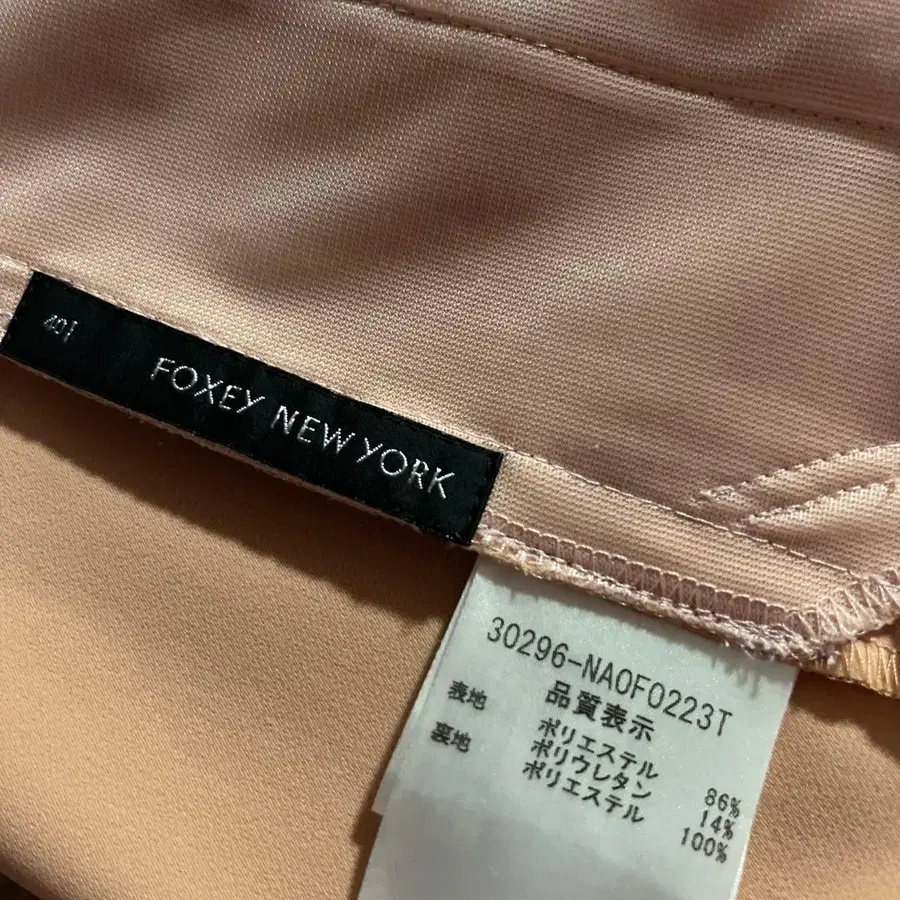 40I
FOXEY NEW YORK
30296-NA0F0223T
品質表示
表地 ポリエステル 86%
ポリウレタン 14%
裏地 ポリエステル 100%